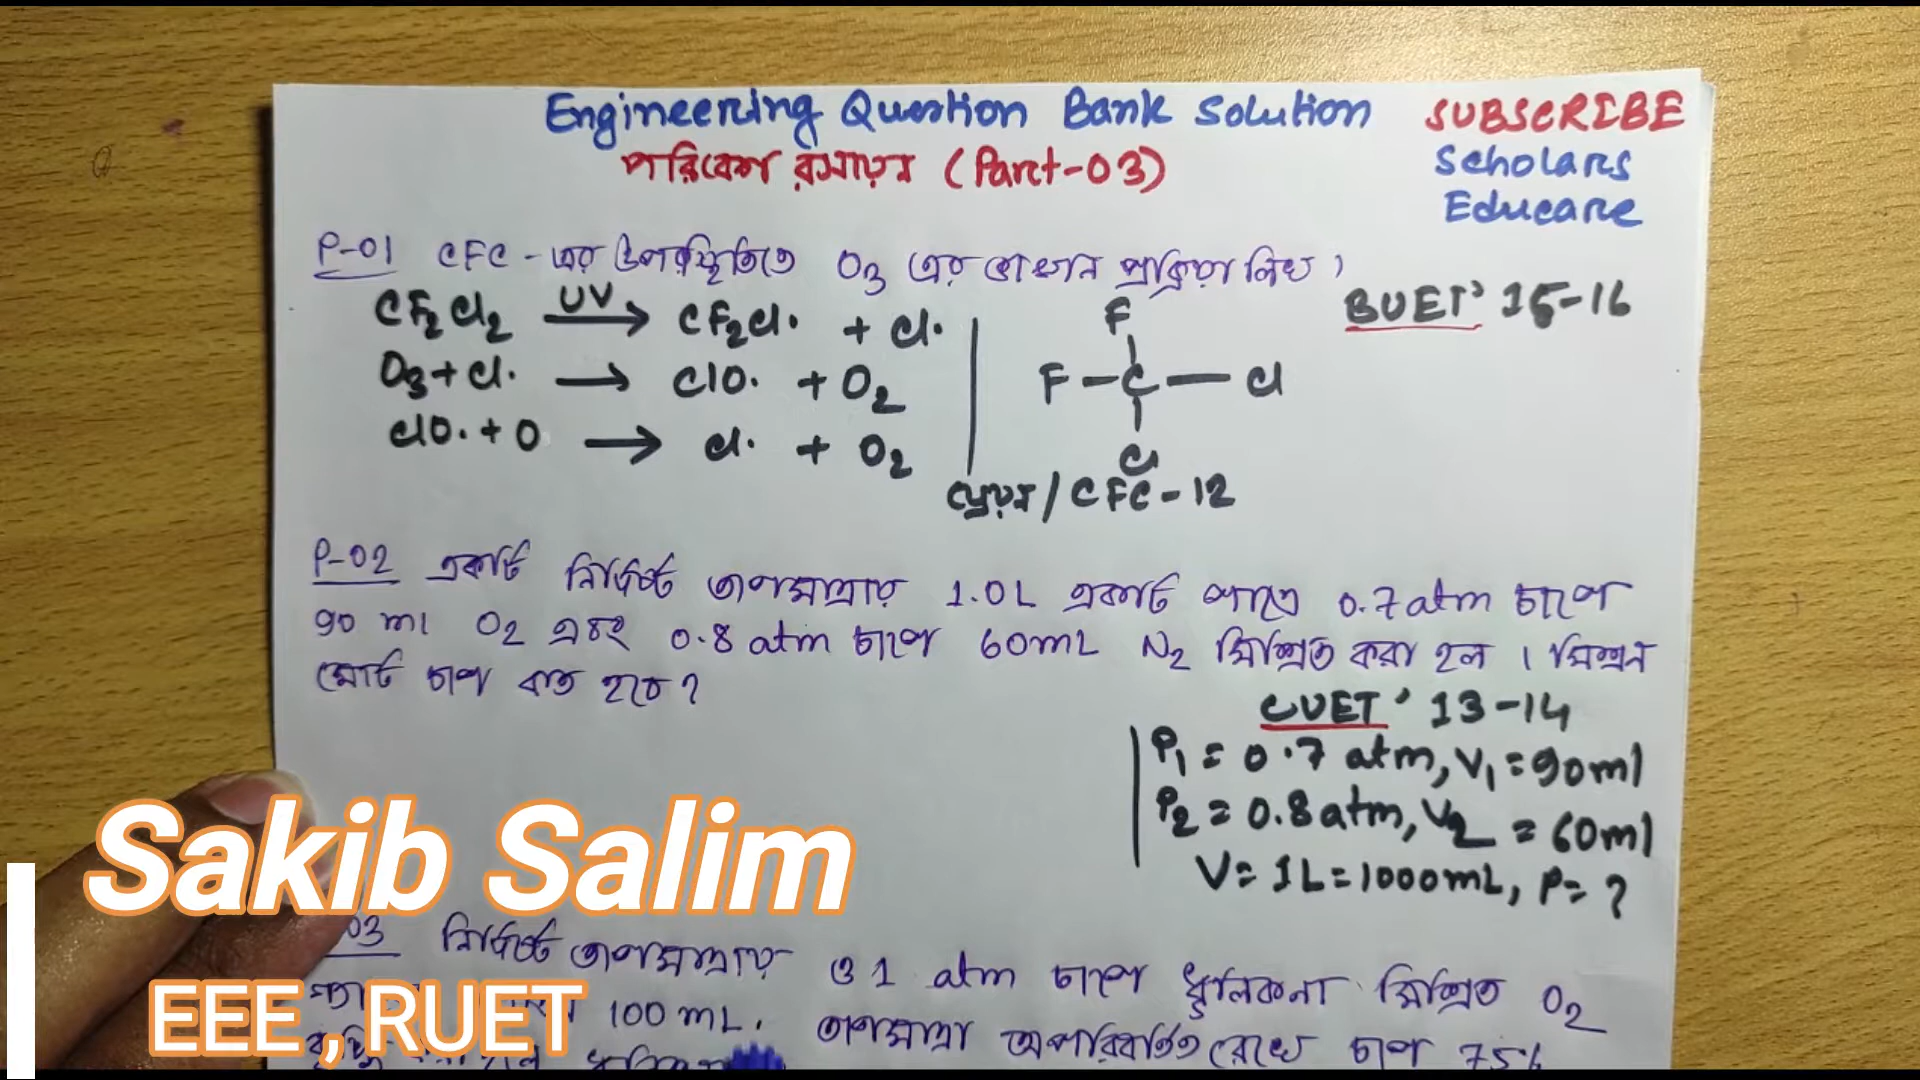 Engineering Question Bank Solution
SUBSCRIBE
পরিবেশ রসায়ন (Part-03)
Scholars
Educare
P-01 CFC-এর উপস্থিতিতে O3 এর ভাঙ্গন প্রক্রিয়া লিখ।
BUET' 15-16
CF2Cl2 UV→ CF2Cl· + Cl·
O3 + Cl· → ClO· + O2
ClO· + O → Cl· + O2
F
F-C-Cl
Cl
ফ্রেয়ন/CFC-12
P-02 একটি নির্দিষ্ট তাপমাত্রায় 1.0L একটি পাত্রে 0.7atm চাপে
90 ml O2 এবং 0.8 atm চাপে 60mL N2 মিশ্রিত করা হল। মিশ্রন
মোট চাপ কত হবে?
CUET' 13-14
P1 = 0.7 atm, V1 = 90ml
P2 = 0.8atm, V2 = 60ml
V = 1L = 1000mL, P = ?
Sakib Salim
EEE , RUET
03 নির্দিষ্ট তাপমাত্রায় ও 1 atm চাপে ধূলিকনা মিশ্রিত O2
100 mL. তাপমাত্রা অপরিবর্তিত রেখে চাপ 75%